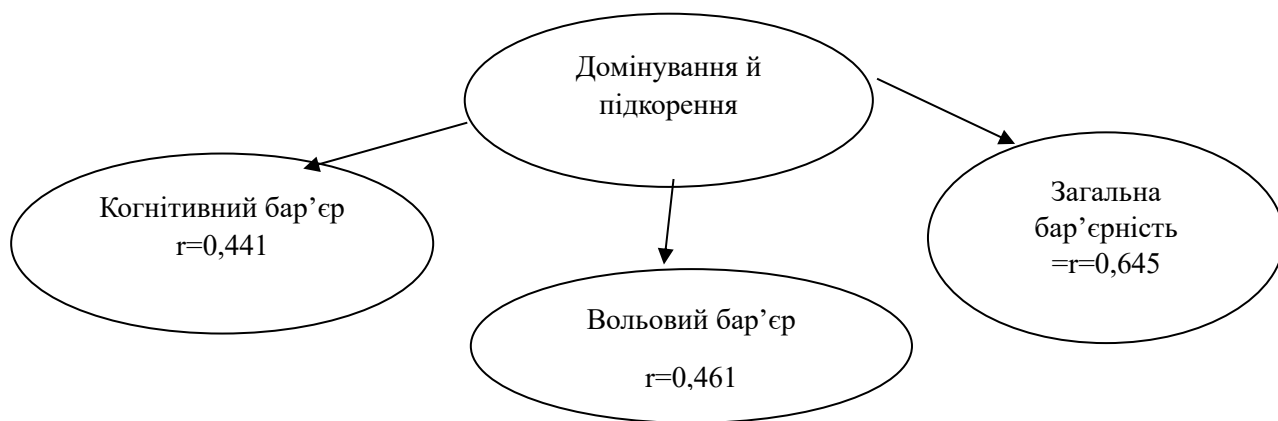 Домінування й
підкорення
Когнітивний бар’єр
r=0,441
Вольовий бар’єр
r=0,461
Загальна
бар’єрність
=r=0,645